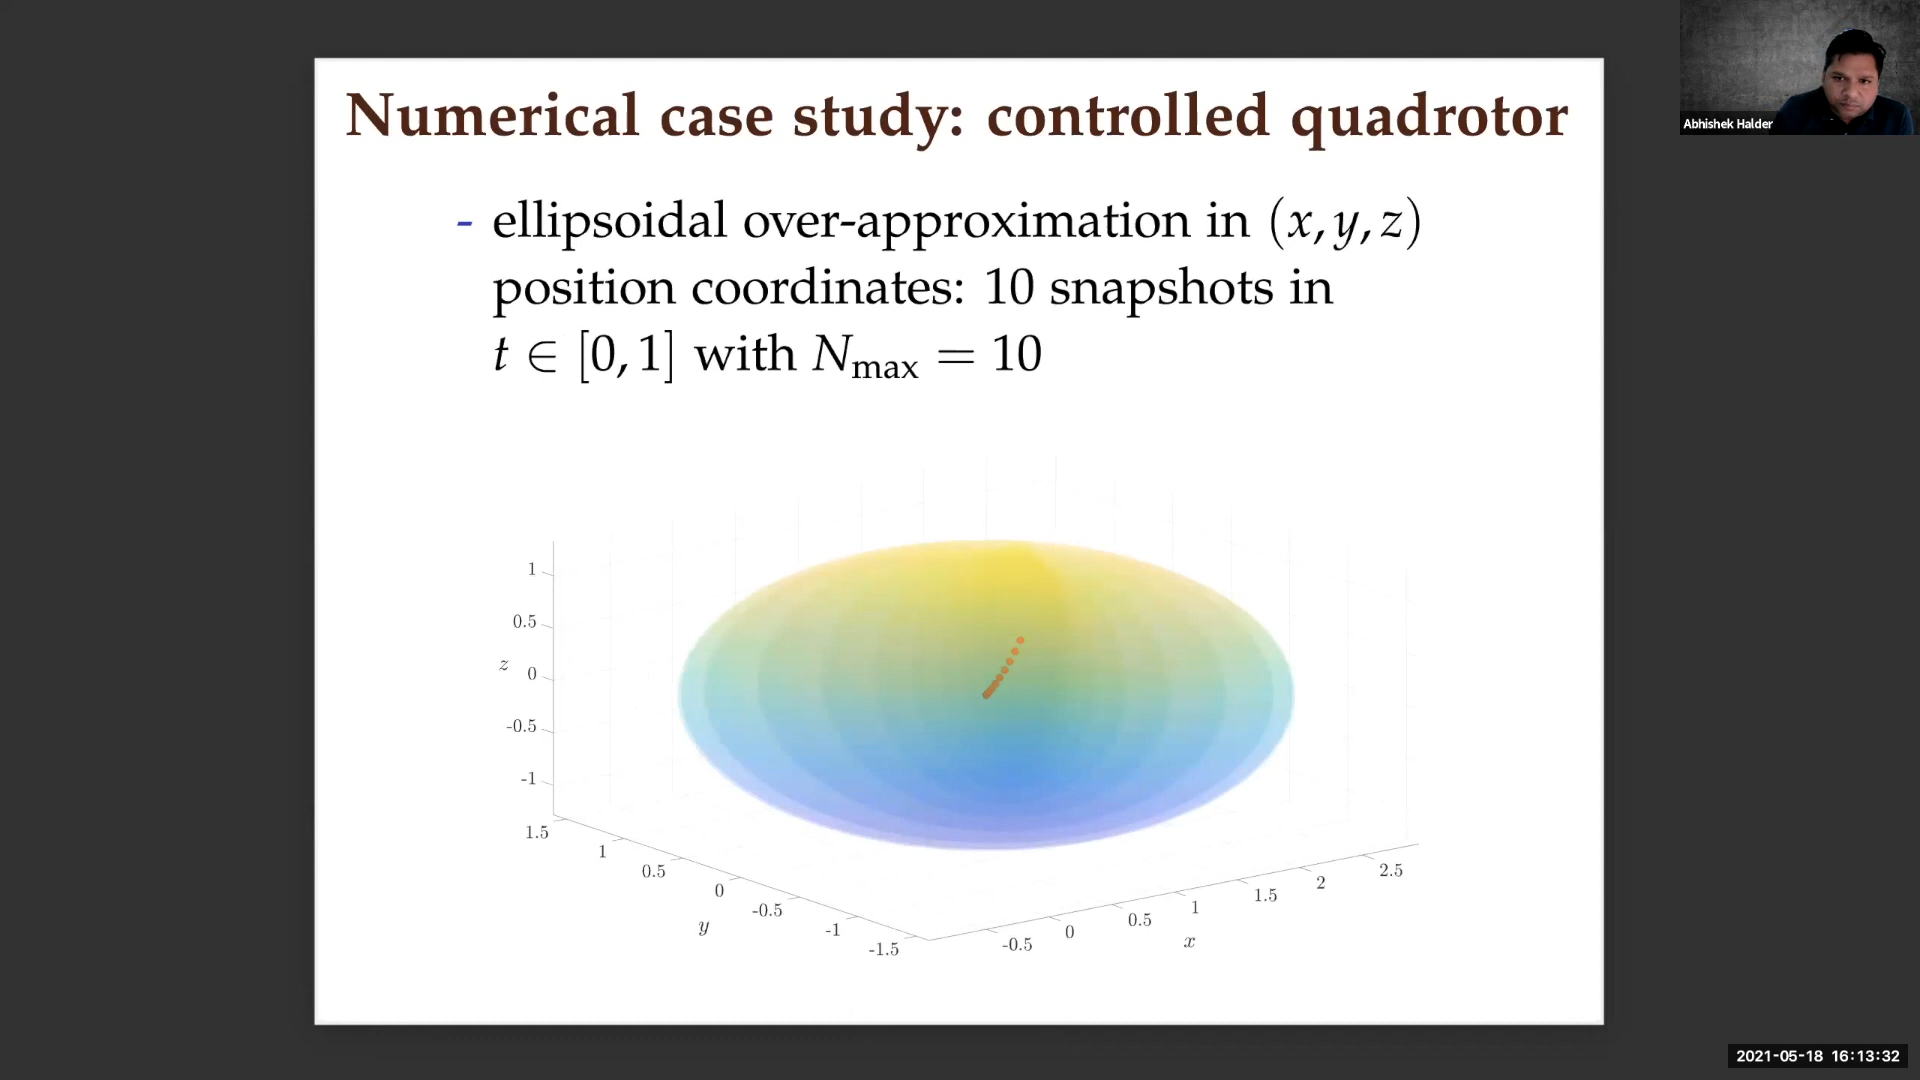 Numerical case study: controlled quadrotor
Abhishek Halder
- ellipsoidal over-approximation in (x, y, z)
position coordinates: 10 snapshots in
t ∈ [0, 1] with N_max = 10
1
0.5
z
0
-0.5
-1
1.5
1
0.5
0
-0.5
-1
-1.5
y
-0.5
0
0.5
1
1.5
2
2.5
x
2021-05-18 16:13:32